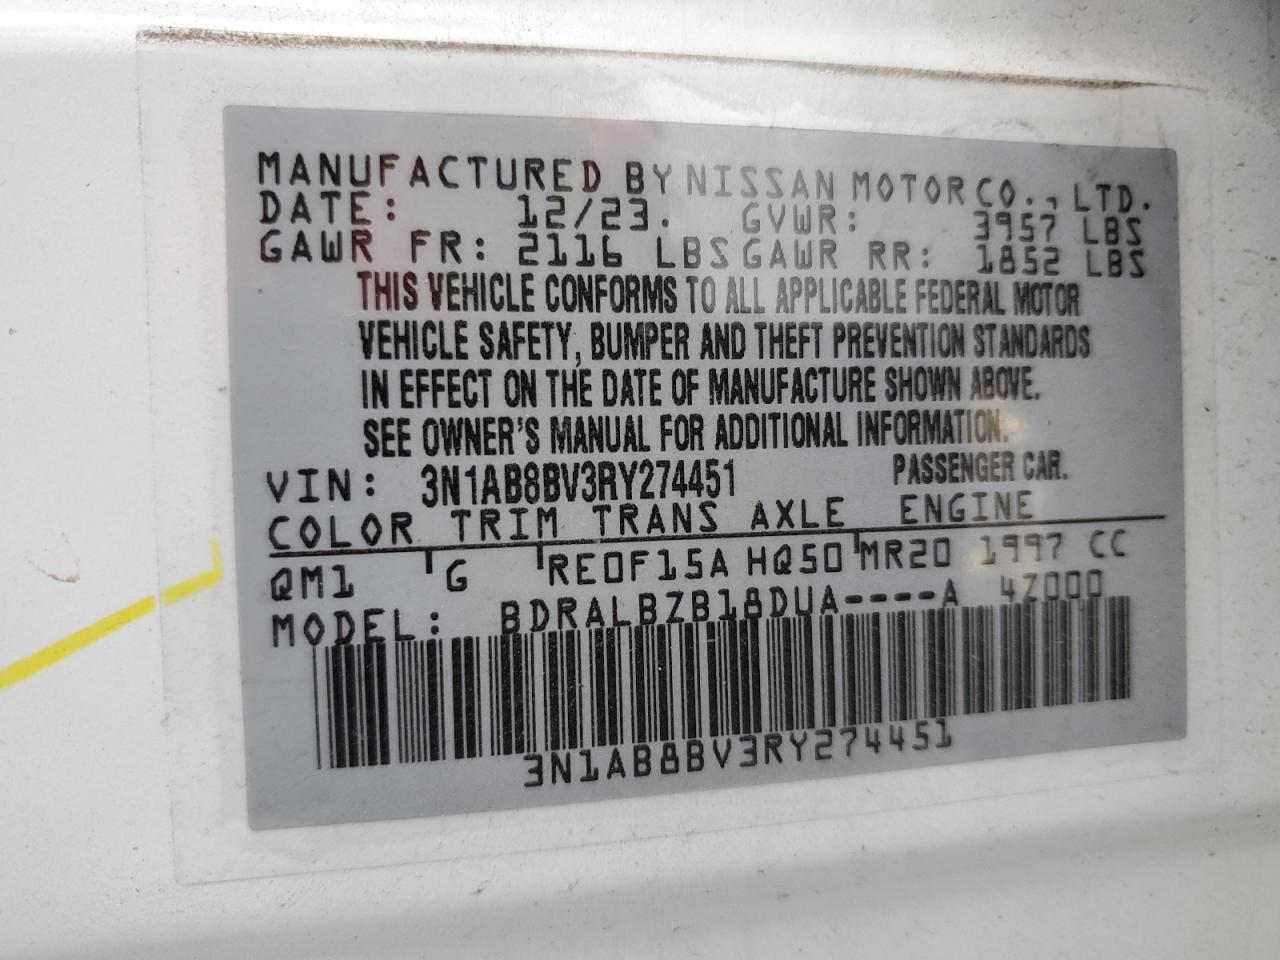 MANUFACTURED BY NISSAN MOTOR CO., LTD.
DATE: 12/23. GVWR: 3957 LBS
GAWR FR: 2116 LBS GAWR RR: 1852 LBS
THIS VEHICLE CONFORMS TO ALL APPLICABLE FEDERAL MOTOR
VEHICLE SAFETY, BUMPER AND THEFT PREVENTION STANDARDS
IN EFFECT ON THE DATE OF MANUFACTURE SHOWN ABOVE.
SEE OWNER'S MANUAL FOR ADDITIONAL INFORMATION.
VIN: 3N1AB8BV3RY274451 PASSENGER CAR.
COLOR TRIM TRANS AXLE ENGINE
QM1 G RE0F15A HQ50 MR20 1997 CC
MODEL: BDRALBZB18DUA----A 4Z000
3N1AB8BV3RY274451